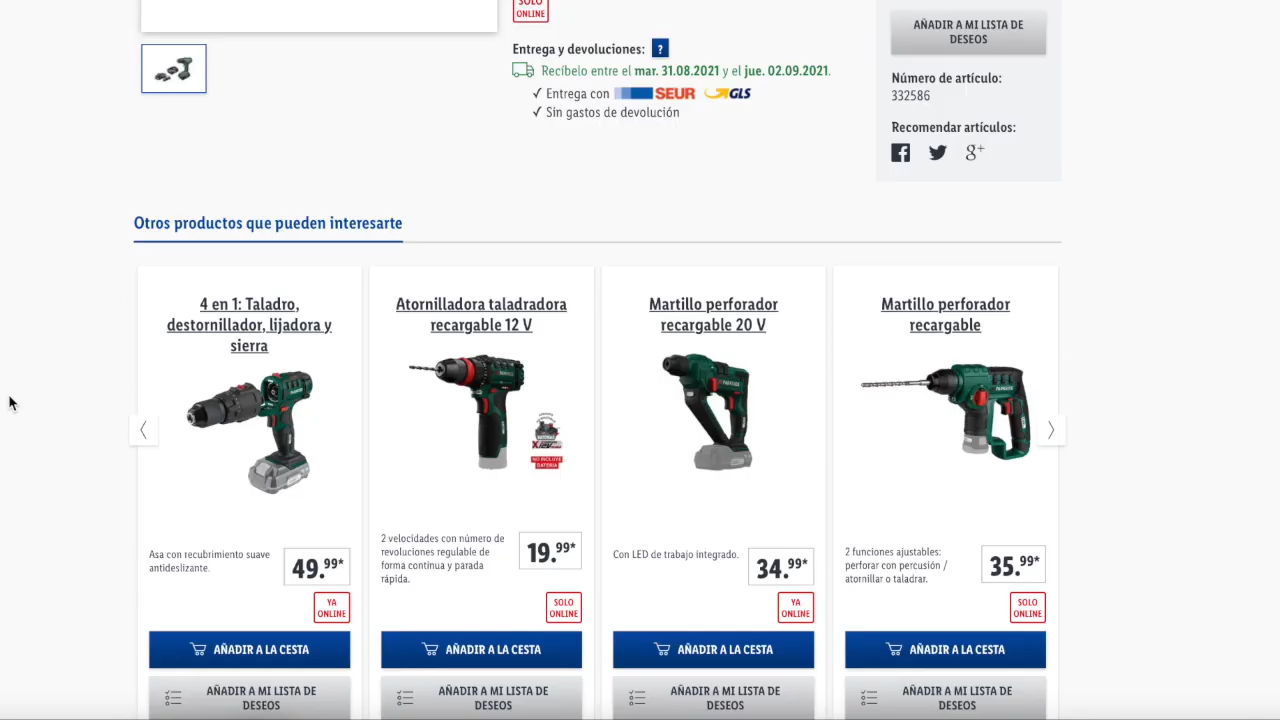 SOLO
ONLINE
Entrega y devoluciones: ?
Recíbelo entre el mar. 31.08.2021 y el jue. 02.09.2021.
✓ Entrega con SEUR GLS
✓ Sin gastos de devolución
AÑADIR A MI LISTA DE
DESEOS
Número de artículo:
332586
Recomendar artículos:
g+
Otros productos que pueden interesarte
4 en 1: Taladro,
destornillador, lijadora y
sierra
Asa con recubrimiento suave
antideslizante.
49.99*
YA
ONLINE
AÑADIR A LA CESTA
AÑADIR A MI LISTA DE
DESEOS
Atornilladora taladradora
recargable 12 V
NO INCLUYE
BATERIA
2 velocidades con número de
revoluciones regulable de
forma continua y parada
rápida.
19.99*
SOLO
ONLINE
AÑADIR A LA CESTA
AÑADIR A MI LISTA DE
DESEOS
Martillo perforador
recargable 20 V
Con LED de trabajo integrado.
34.99*
YA
ONLINE
AÑADIR A LA CESTA
AÑADIR A MI LISTA DE
DESEOS
Martillo perforador
recargable
PARKSIDE
2 funciones ajustables:
perforar con percusión /
atornillar o taladrar.
35.99*
SOLO
ONLINE
AÑADIR A LA CESTA
AÑADIR A MI LISTA DE
DESEOS